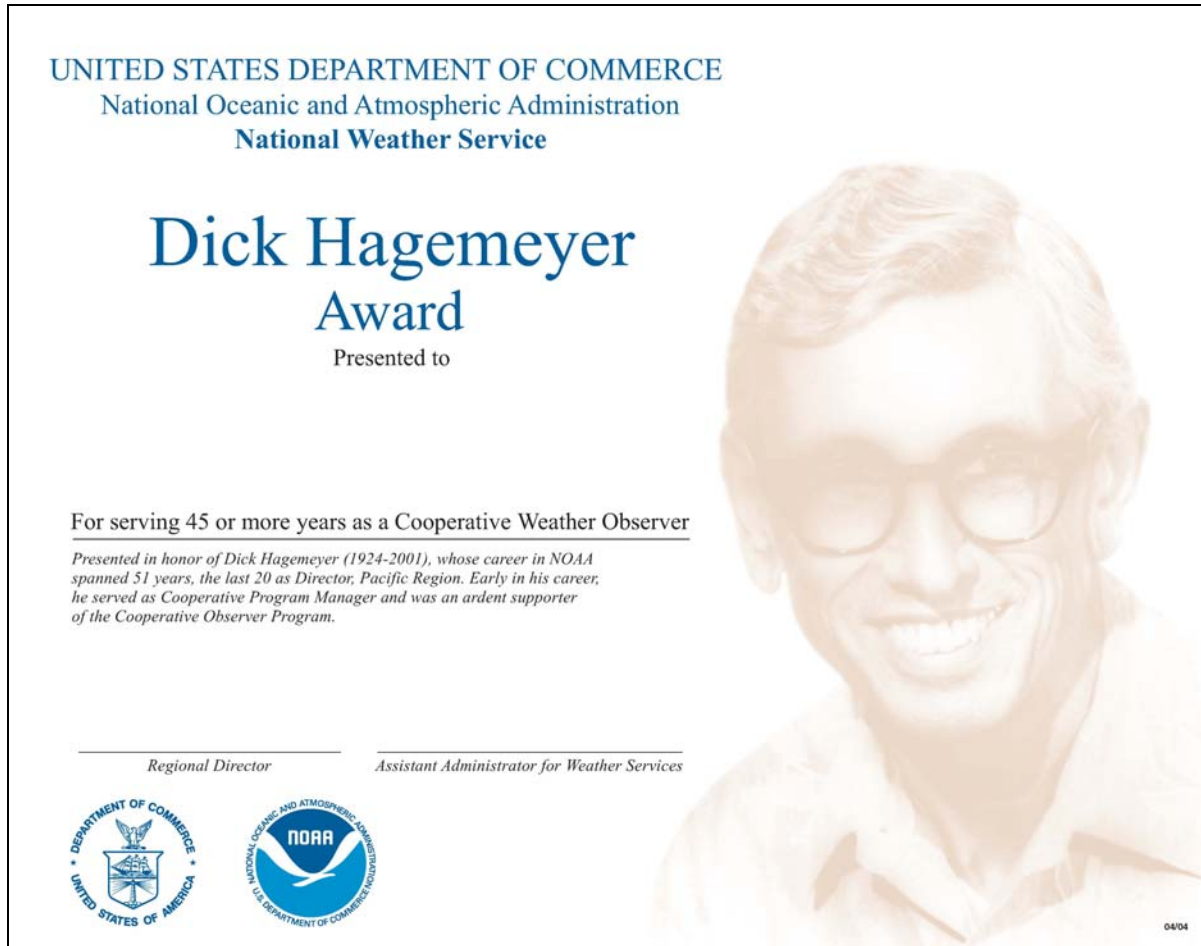 UNITED STATES DEPARTMENT OF COMMERCE
National Oceanic and Atmospheric Administration
National Weather Service
Dick Hagemeyer
Award
Presented to
For serving 45 or more years as a Cooperative Weather Observer
Presented in honor of Dick Hagemeyer (1924-2001), whose career in NOAA
spanned 51 years, the last 20 as Director, Pacific Region. Early in his career,
he served as Cooperative Program Manager and was an ardent supporter
of the Cooperative Observer Program.
Regional Director
Assistant Administrator for Weather Services
DEPARTMENT OF COMMERCE
UNITED STATES OF AMERICA
NATIONAL OCEANIC AND ATMOSPHERIC ADMINISTRATION
NOAA
U.S. DEPARTMENT OF COMMERCE
04/04